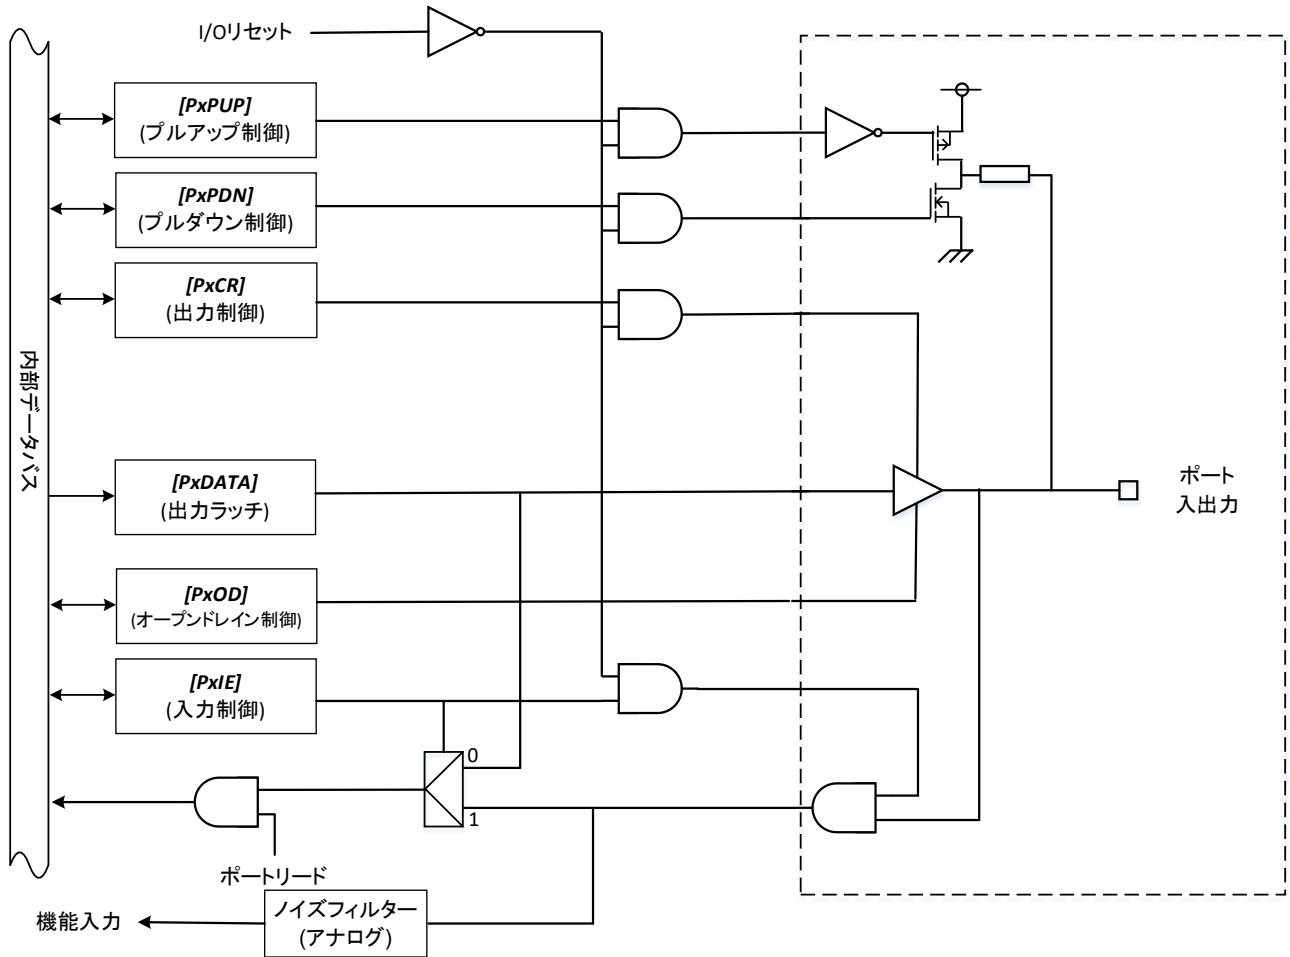 I/Oリセット
[PxPUP]
(プルアップ制御)
[PxPDN]
(プルダウン制御)
[PxCR]
(出力制御)
内部データバス
[PxDATA]
(出力ラッチ)
ポート
入出力
[PxOD]
(オープンドレイン制御)
[PxIE]
(入力制御)
0
1
ポートリード
機能入力
ノイズフィルター
(アナログ)